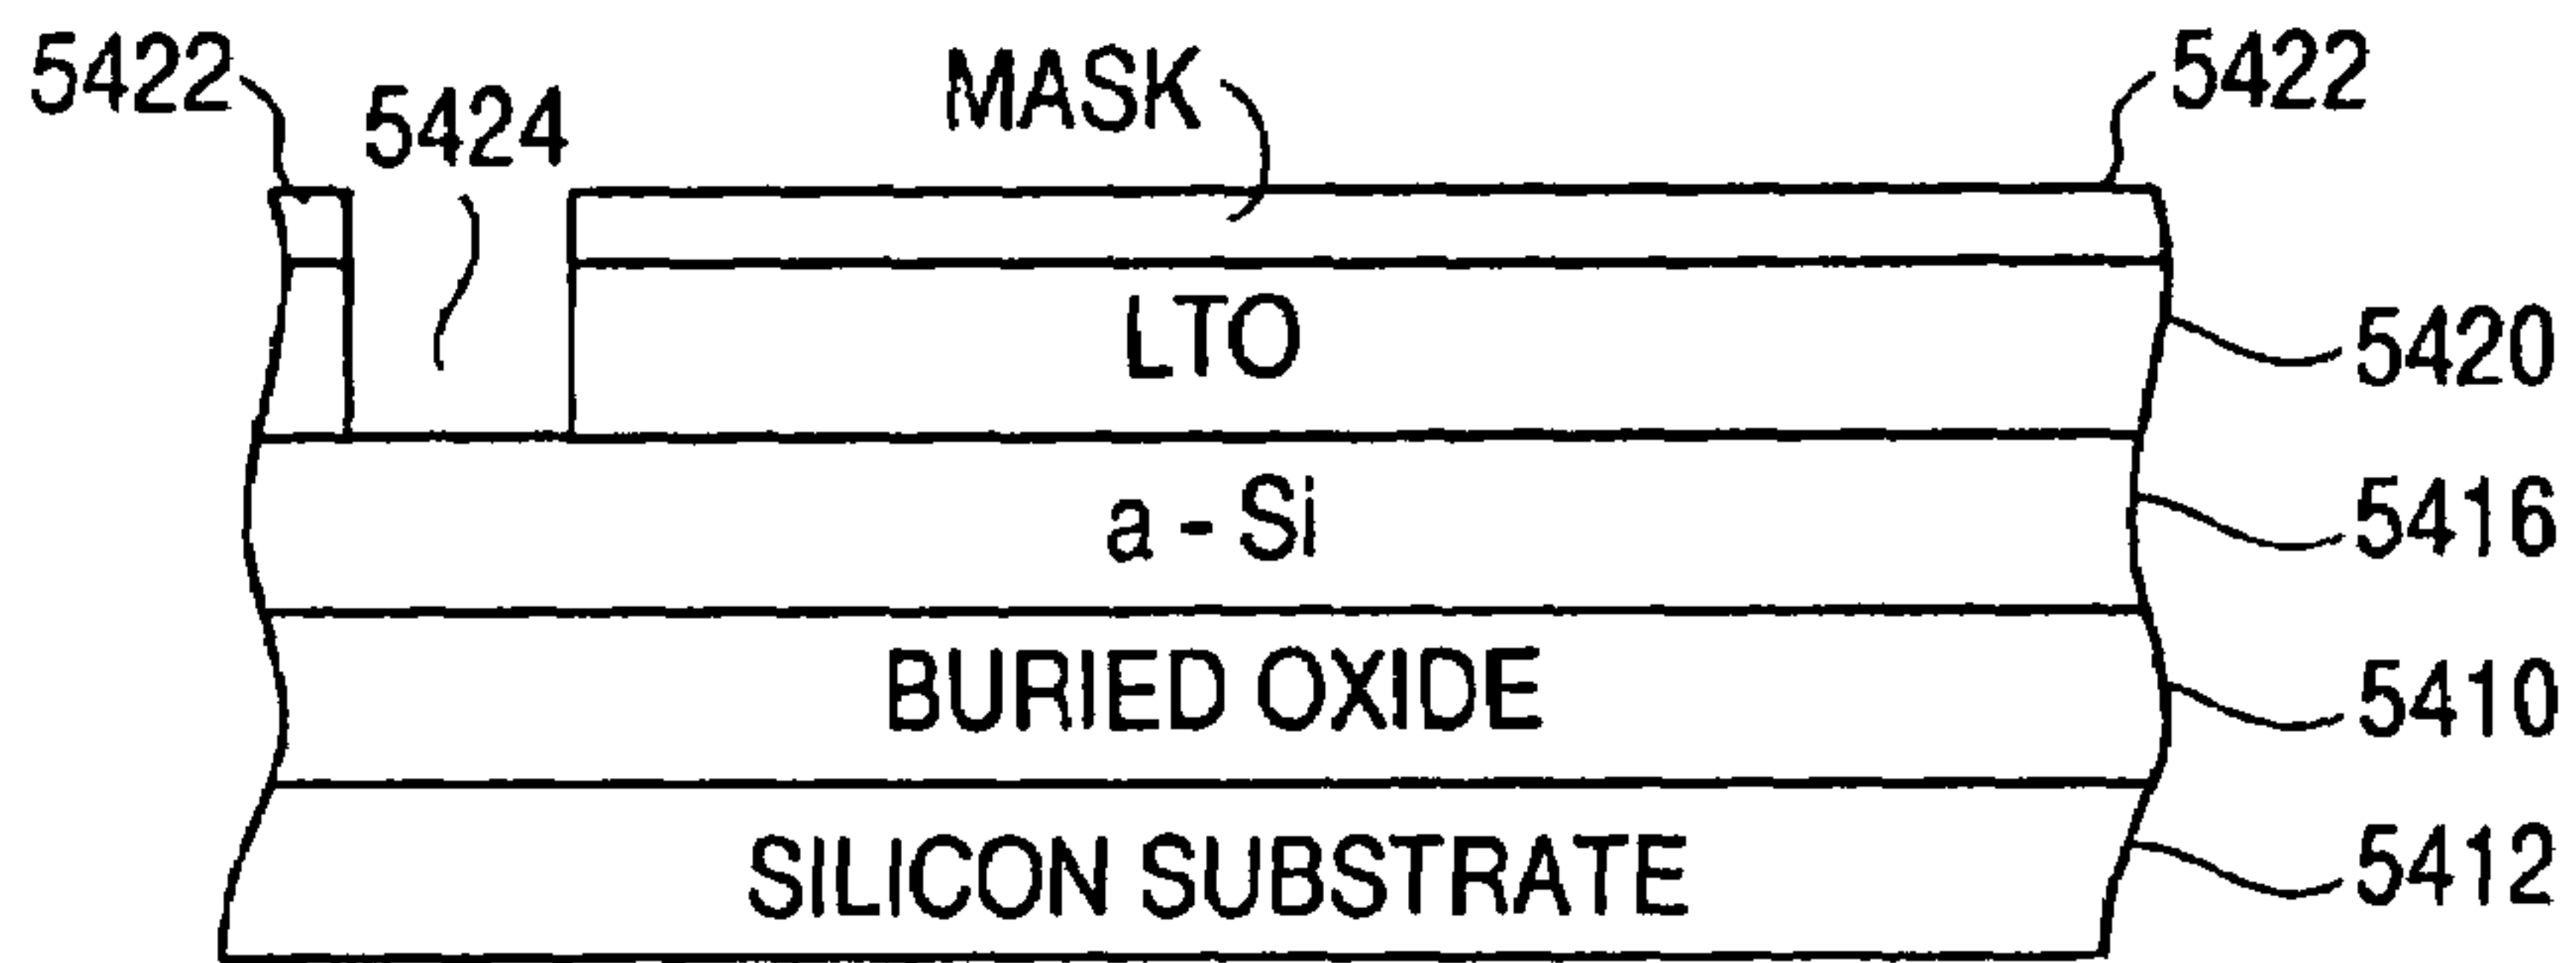 5422
5424
MASK
5422
LTO
5420
a - Si
5416
BURIED OXIDE
5410
SILICON SUBSTRATE
5412